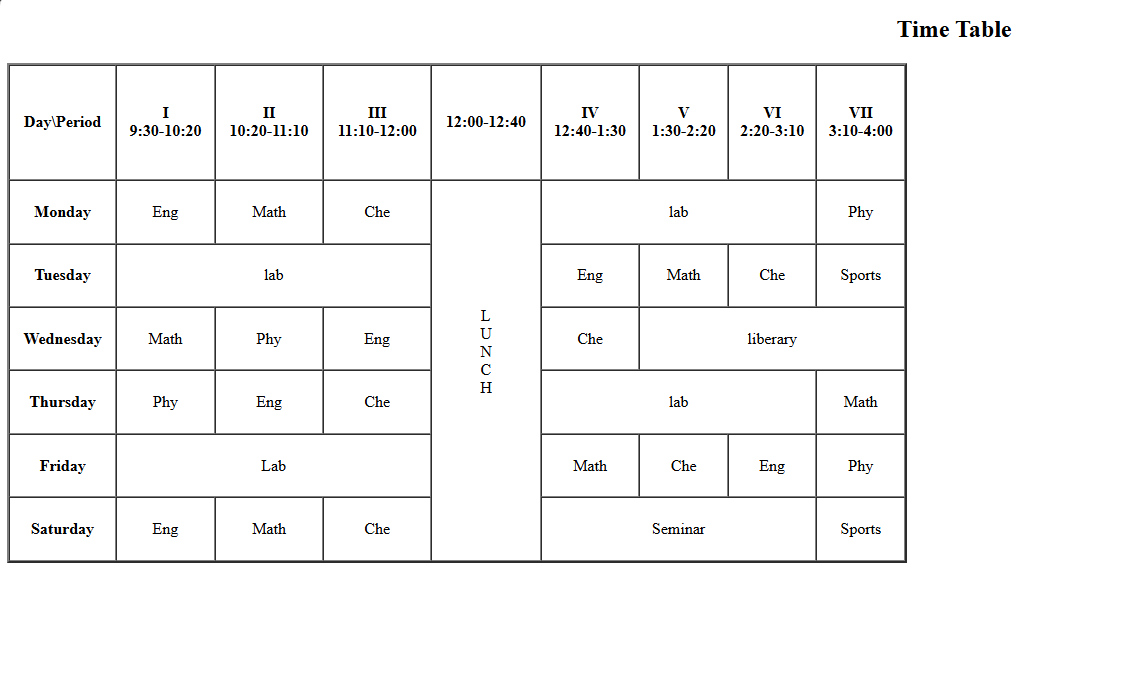 Time Table
Day\Period
I
9:30-10:20
II
10:20-11:10
III
11:10-12:00
12:00-12:40
IV
12:40-1:30
V
1:30-2:20
VI
2:20-3:10
VII
3:10-4:00
Monday
Eng
Math
Che
L
U
N
C
H
lab
Phy
Tuesday
lab
Eng
Math
Che
Sports
Wednesday
Math
Phy
Eng
Che
liberary
Thursday
Phy
Eng
Che
lab
Math
Friday
Lab
Math
Che
Eng
Phy
Saturday
Eng
Math
Che
Seminar
Sports